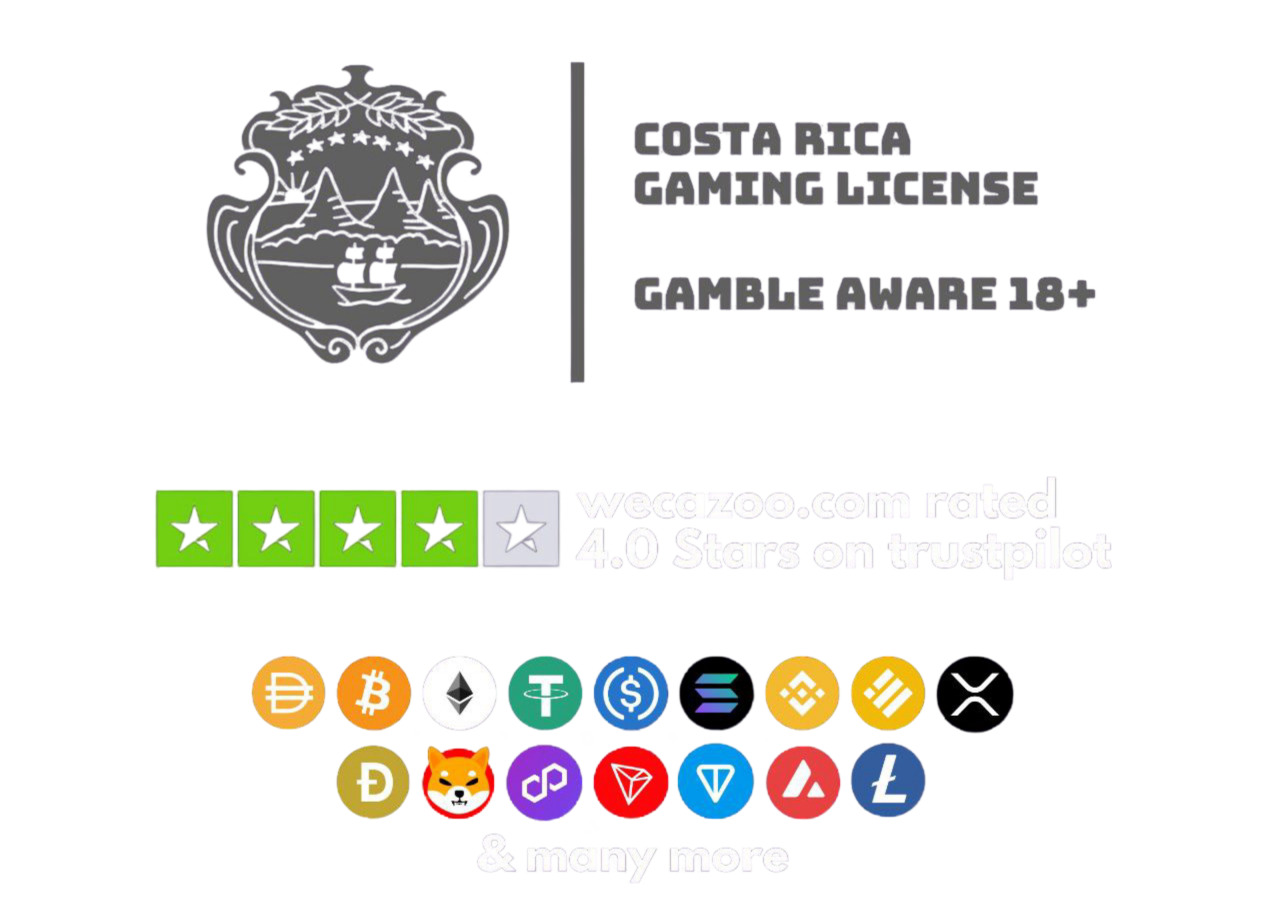 COSTA RICA
GAMING LICENSE
GAMBLE AWARE 18+
wecazoo.com rated
4.0 Stars on trustpilot
& many more